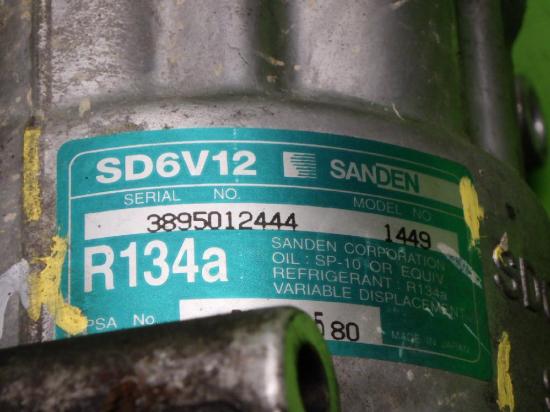 SD6V12 SANDEN
SERIAL NO. MODEL NO
3895012444 1449
R134a
SANDEN CORPORATION
OIL : SP-10 OR EQUIV
REFRIGERANT : R134a
VARIABLE DISPLACEMENT
PSA No. 580
MADE IN JAPAN